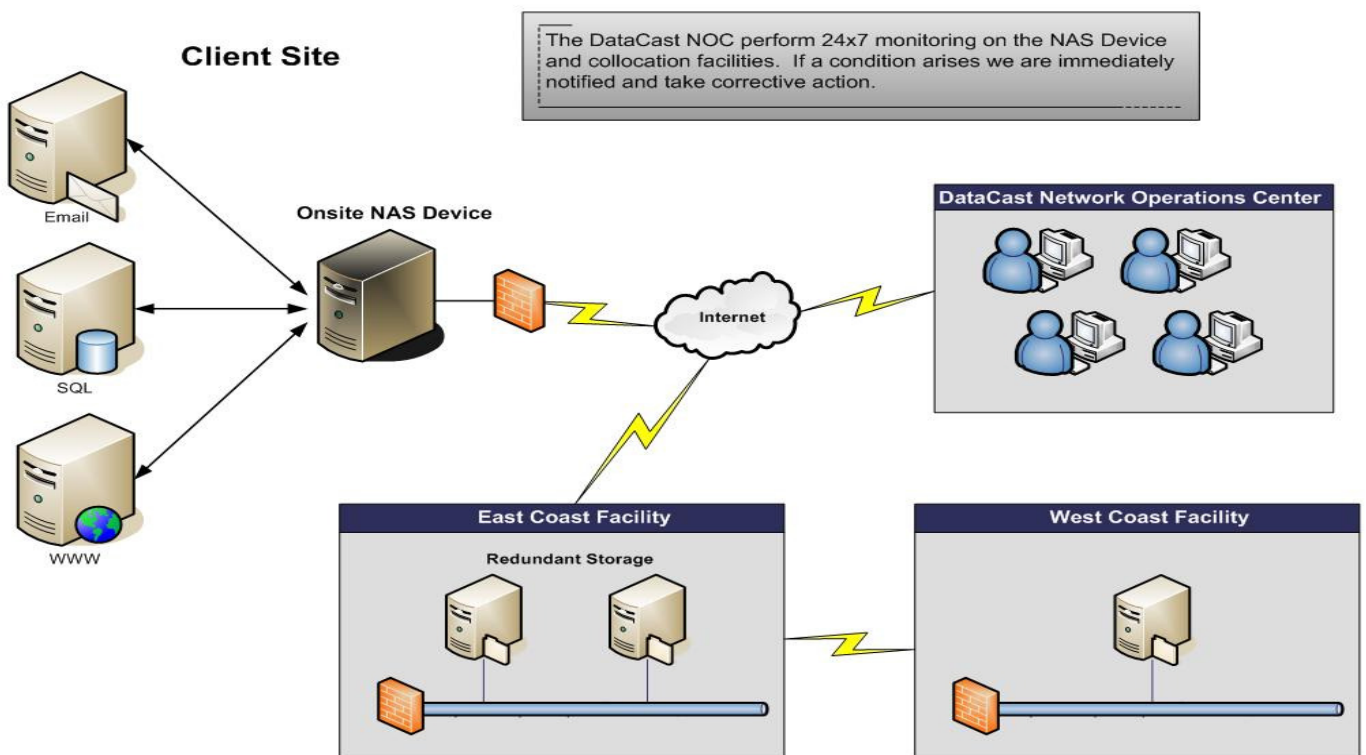 Client Site
The DataCast NOC perform 24x7 monitoring on the NAS Device
and collocation facilities.  If a condition arises we are immediately
notified and take corrective action.
Email
Onsite NAS Device
DataCast Network Operations Center
SQL
Internet
WWW
East Coast Facility
Redundant Storage
West Coast Facility